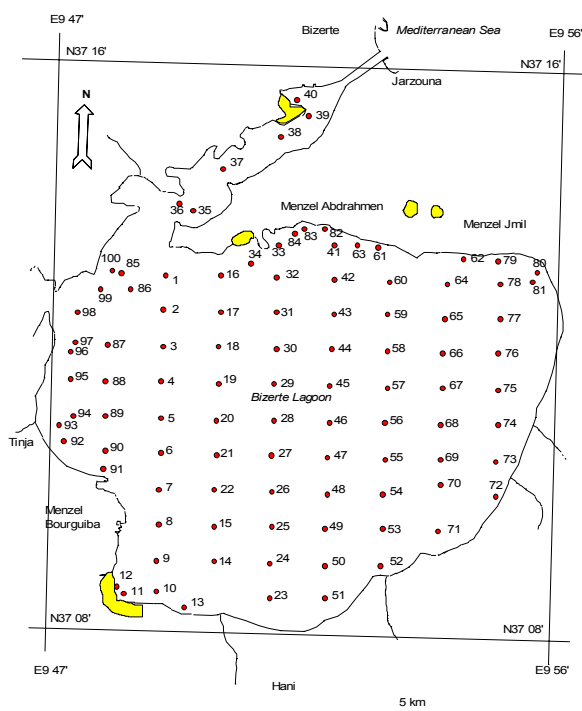 E9 47'
Bizerte
Mediterranean Sea
E9 56'
N37 16'
N37 16'
Jarzouna
N
40
39
38
37
36 35
Menzel Abdrahmen
Menzel Jmil
84 83 82
34 33 41 63 61
62 79 80
100 85 1 16 32 42 60 64 78 81
99 86
98 2 17 31 43 59 65 77
97 87 3 18 30 44 58 66 76
96
95 88 4 19 29 45 57 67 75
Bizerte Lagoon
94 89 5 20 28 46 56 68 74
93
Tinja 92
90 6 21 27 47 55 69 73
91
7 22 26 48 54 70 72
Menzel
Bourguiba
8 15 25 49 53 71
9 14 24 50 52
12 11 10 13 23 51
N37 08'
N37 08'
E9 47'
E9 56'
Hani
5 km